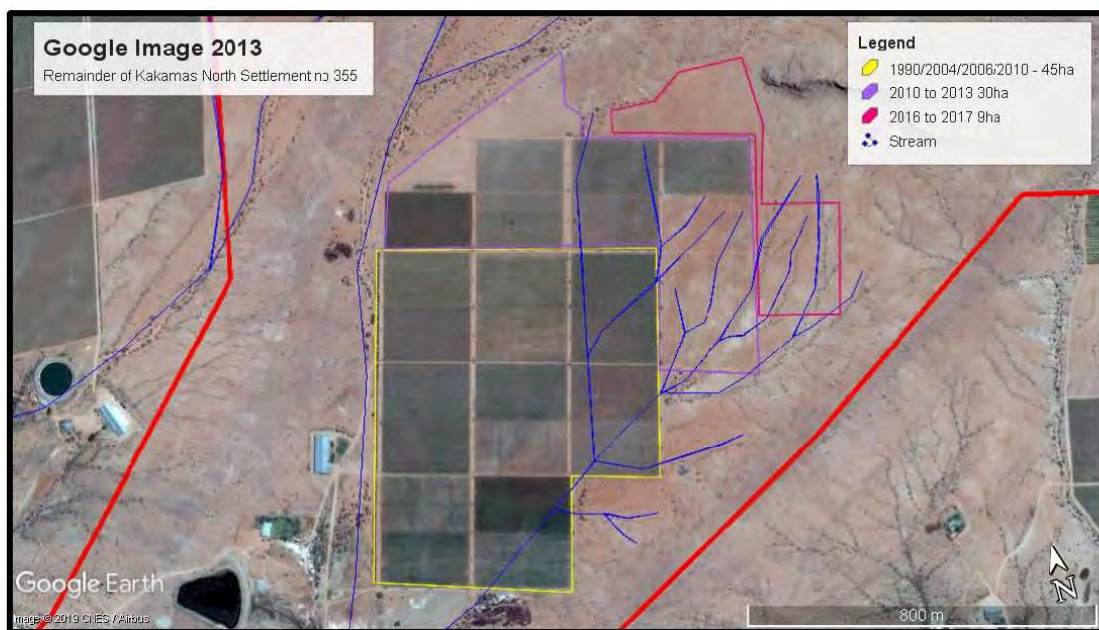 Google Image 2013
Remainder of Kakamas North Settlement no 355
Legend
1990/2004/2006/2010 - 45ha
2010 to 2013 30ha
2016 to 2017 9ha
Stream
Google Earth
Image © 2019 CNES / Airbus
N
800 m